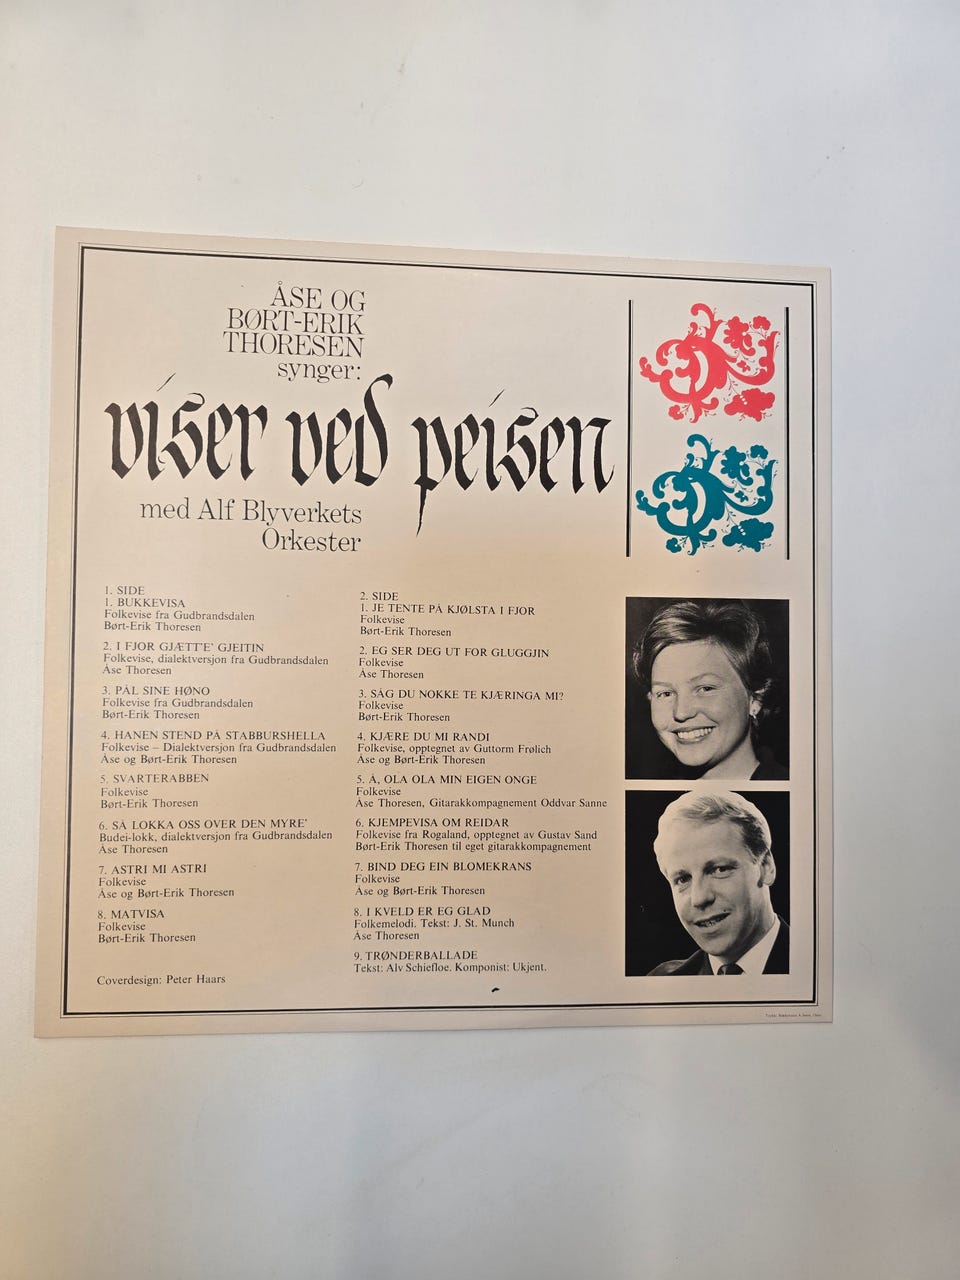 ÅSE OG
BØRT-ERIK
THORESEN
synger:
viser ved peisen
med Alf Blyverkets
Orkester
1. SIDE
1. BUKKEVISA
Folkevise fra Gudbrandsdalen
Børt-Erik Thoresen
2. I FJOR GJÆTT'E' GJEITIN
Folkevise, dialektversjon fra Gudbrandsdalen
Åse Thoresen
3. PÅL SINE HØNO
Folkevise fra Gudbrandsdalen
Børt-Erik Thoresen
4. HANEN STEND PÅ STABBURSHELLA
Folkevise – Dialektversjon fra Gudbrandsdalen
Åse og Børt-Erik Thoresen
5. SVARTERABBEN
Folkevise
Børt-Erik Thoresen
6. SÅ LOKKA OSS OVER DEN MYRE'
Budei-lokk, dialektversjon fra Gudbrandsdalen
Åse Thoresen
7. ASTRI MI ASTRI
Folkevise
Åse og Børt-Erik Thoresen
8. MATVISA
Folkevise
Børt-Erik Thoresen
Coverdesign: Peter Haars
2. SIDE
1. JE TENTE PÅ KJØLSTA I FJOR
Folkevise
Børt-Erik Thoresen
2. EG SER DEG UT FOR GLUGGJIN
Folkevise
Åse Thoresen
3. SÅG DU NOKKE TE KJÆRINGA MI?
Folkevise
Børt-Erik Thoresen
4. KJÆRE DU MI RANDI
Folkevise, opptegnet av Guttorm Frølich
Åse og Børt-Erik Thoresen
5. Å, OLA OLA MIN EIGEN ONGE
Folkevise
Åse Thoresen, Gitarakkompagnement Oddvar Sanne
6. KJEMPEVISA OM REIDAR
Folkevise fra Rogaland, opptegnet av Gustav Sand
Børt-Erik Thoresen til eget gitarakkompagnement
7. BIND DEG EIN BLOMEKRANS
Folkevise
Åse og Børt-Erik Thoresen
8. I KVELD ER EG GLAD
Folkemelodi. Tekst: J. St. Munch
Åse Thoresen
9. TRØNDERBALLADE
Tekst: Alv Schiefloe. Komponist: Ukjent.